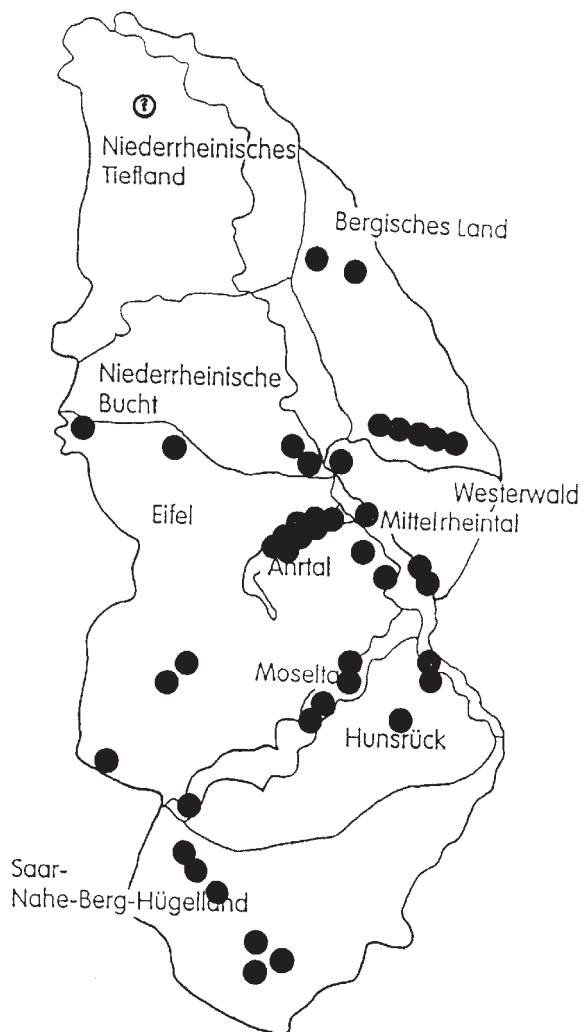 ?
Niederrheinisches
Tiefland
Bergisches Land
Niederrheinische
Bucht
Westerwald
Eifel
Mittelrheintal
Ahrtal
Moselta
Hunsrück
Saar-
Nahe-Berg-Hügelland